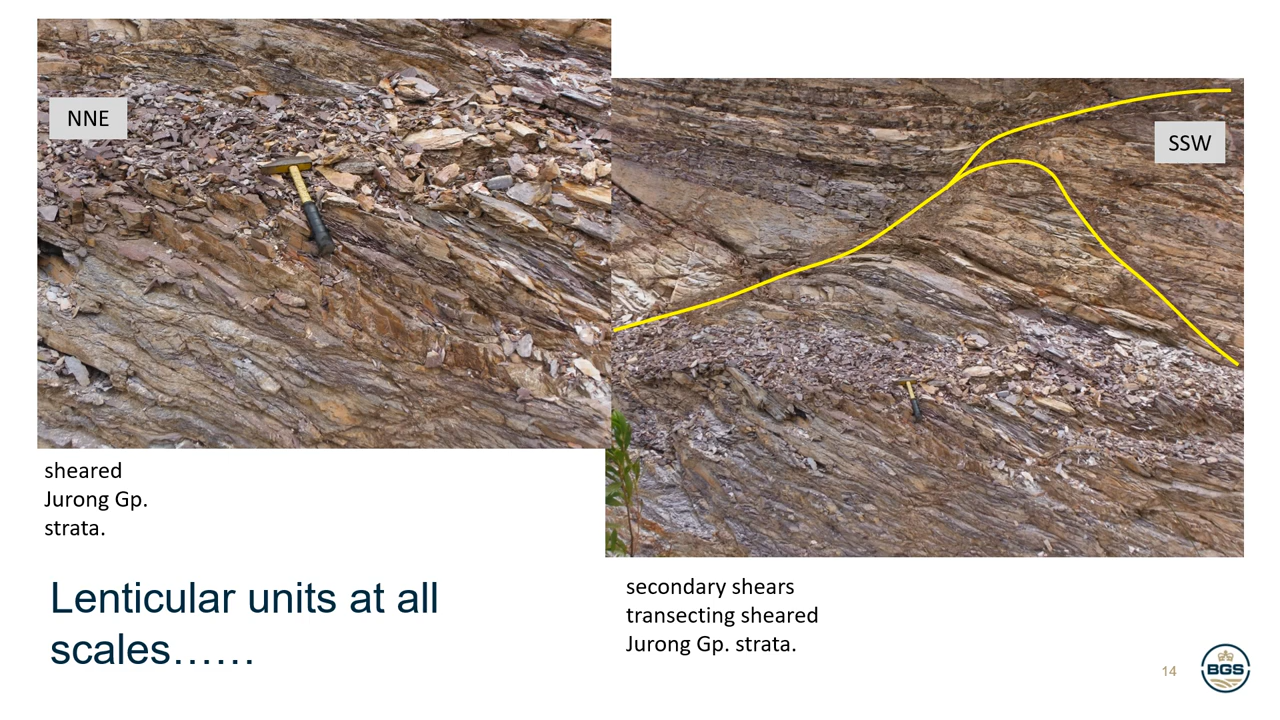 NNE
SSW
sheared
Jurong Gp.
strata.
secondary shears
transecting sheared
Jurong Gp. strata.
Lenticular units at all
scales……
14
BGS